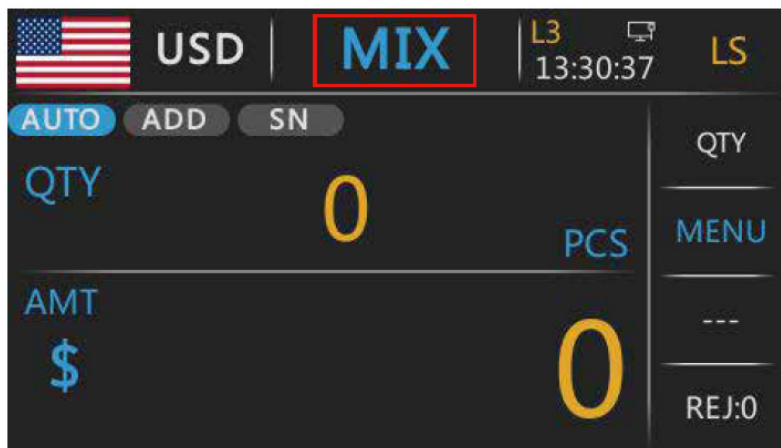 USD MIX L3 LS
13:30:37
AUTO ADD SN
QTY
QTY 0 PCS
MENU
AMT
---
$ 0
REJ:0